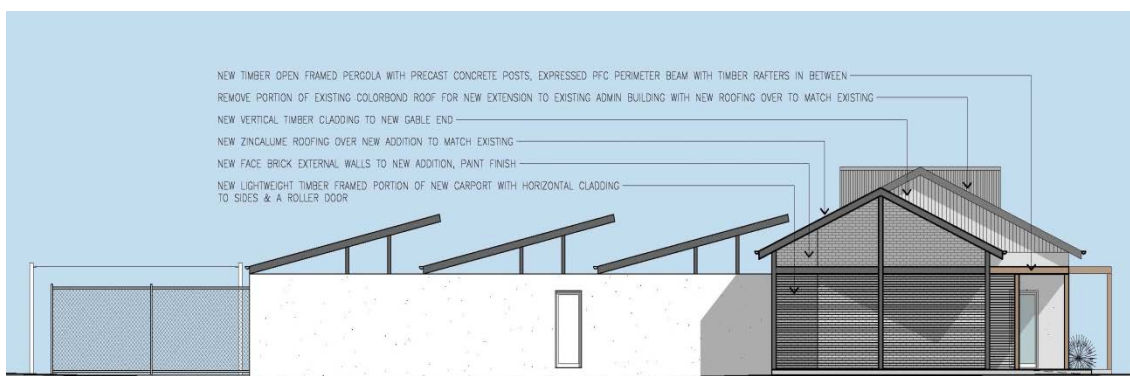 NEW TIMBER OPEN FRAMED PERGOLA WITH PRECAST CONCRETE POSTS, EXPRESSED PFC PERIMETER BEAM WITH TIMBER RAFTERS IN BETWEEN
REMOVE PORTION OF EXISTING COLORBOND ROOF FOR NEW EXTENSION TO EXISTING ADMIN BUILDING WITH NEW ROOFING OVER TO MATCH EXISTING
NEW VERTICAL TIMBER CLADDING TO NEW GABLE END
NEW ZINCALUME ROOFING OVER NEW ADDITION TO MATCH EXISTING
NEW FACE BRICK EXTERNAL WALLS TO NEW ADDITION, PAINT FINISH
NEW LIGHTWEIGHT TIMBER FRAMED PORTION OF NEW CARPORT WITH HORIZONTAL CLADDING
TO SIDES & A ROLLER DOOR